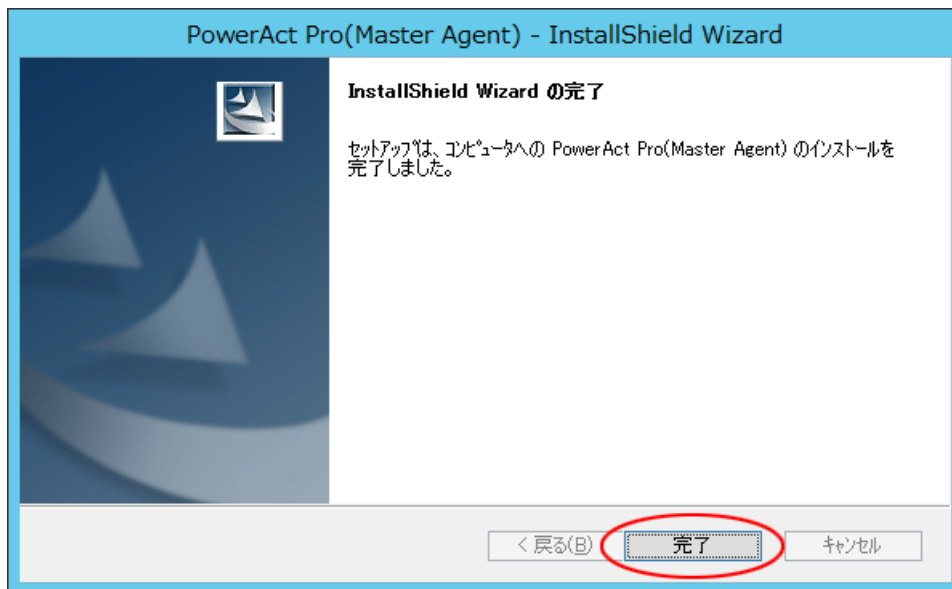 PowerAct Pro(Master Agent) - InstallShield Wizard
InstallShield Wizard の完了
セットアップは、コンピュータへの PowerAct Pro(Master Agent) のインストールを
完了しました。
< 戻る(B) 完了 キャンセル